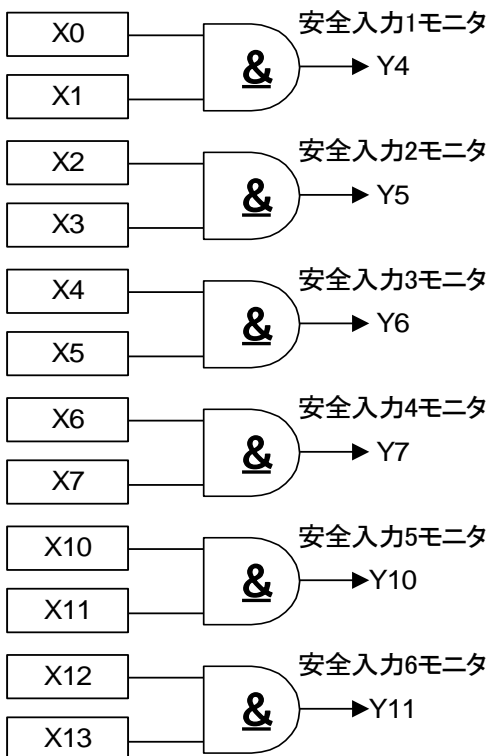 安全入力1モニタ
X0
& Y4
X1
安全入力2モニタ
X2
& Y5
X3
安全入力3モニタ
X4
& Y6
X5
安全入力4モニタ
X6
& Y7
X7
安全入力5モニタ
X10
& Y10
X11
安全入力6モニタ
X12
& Y11
X13